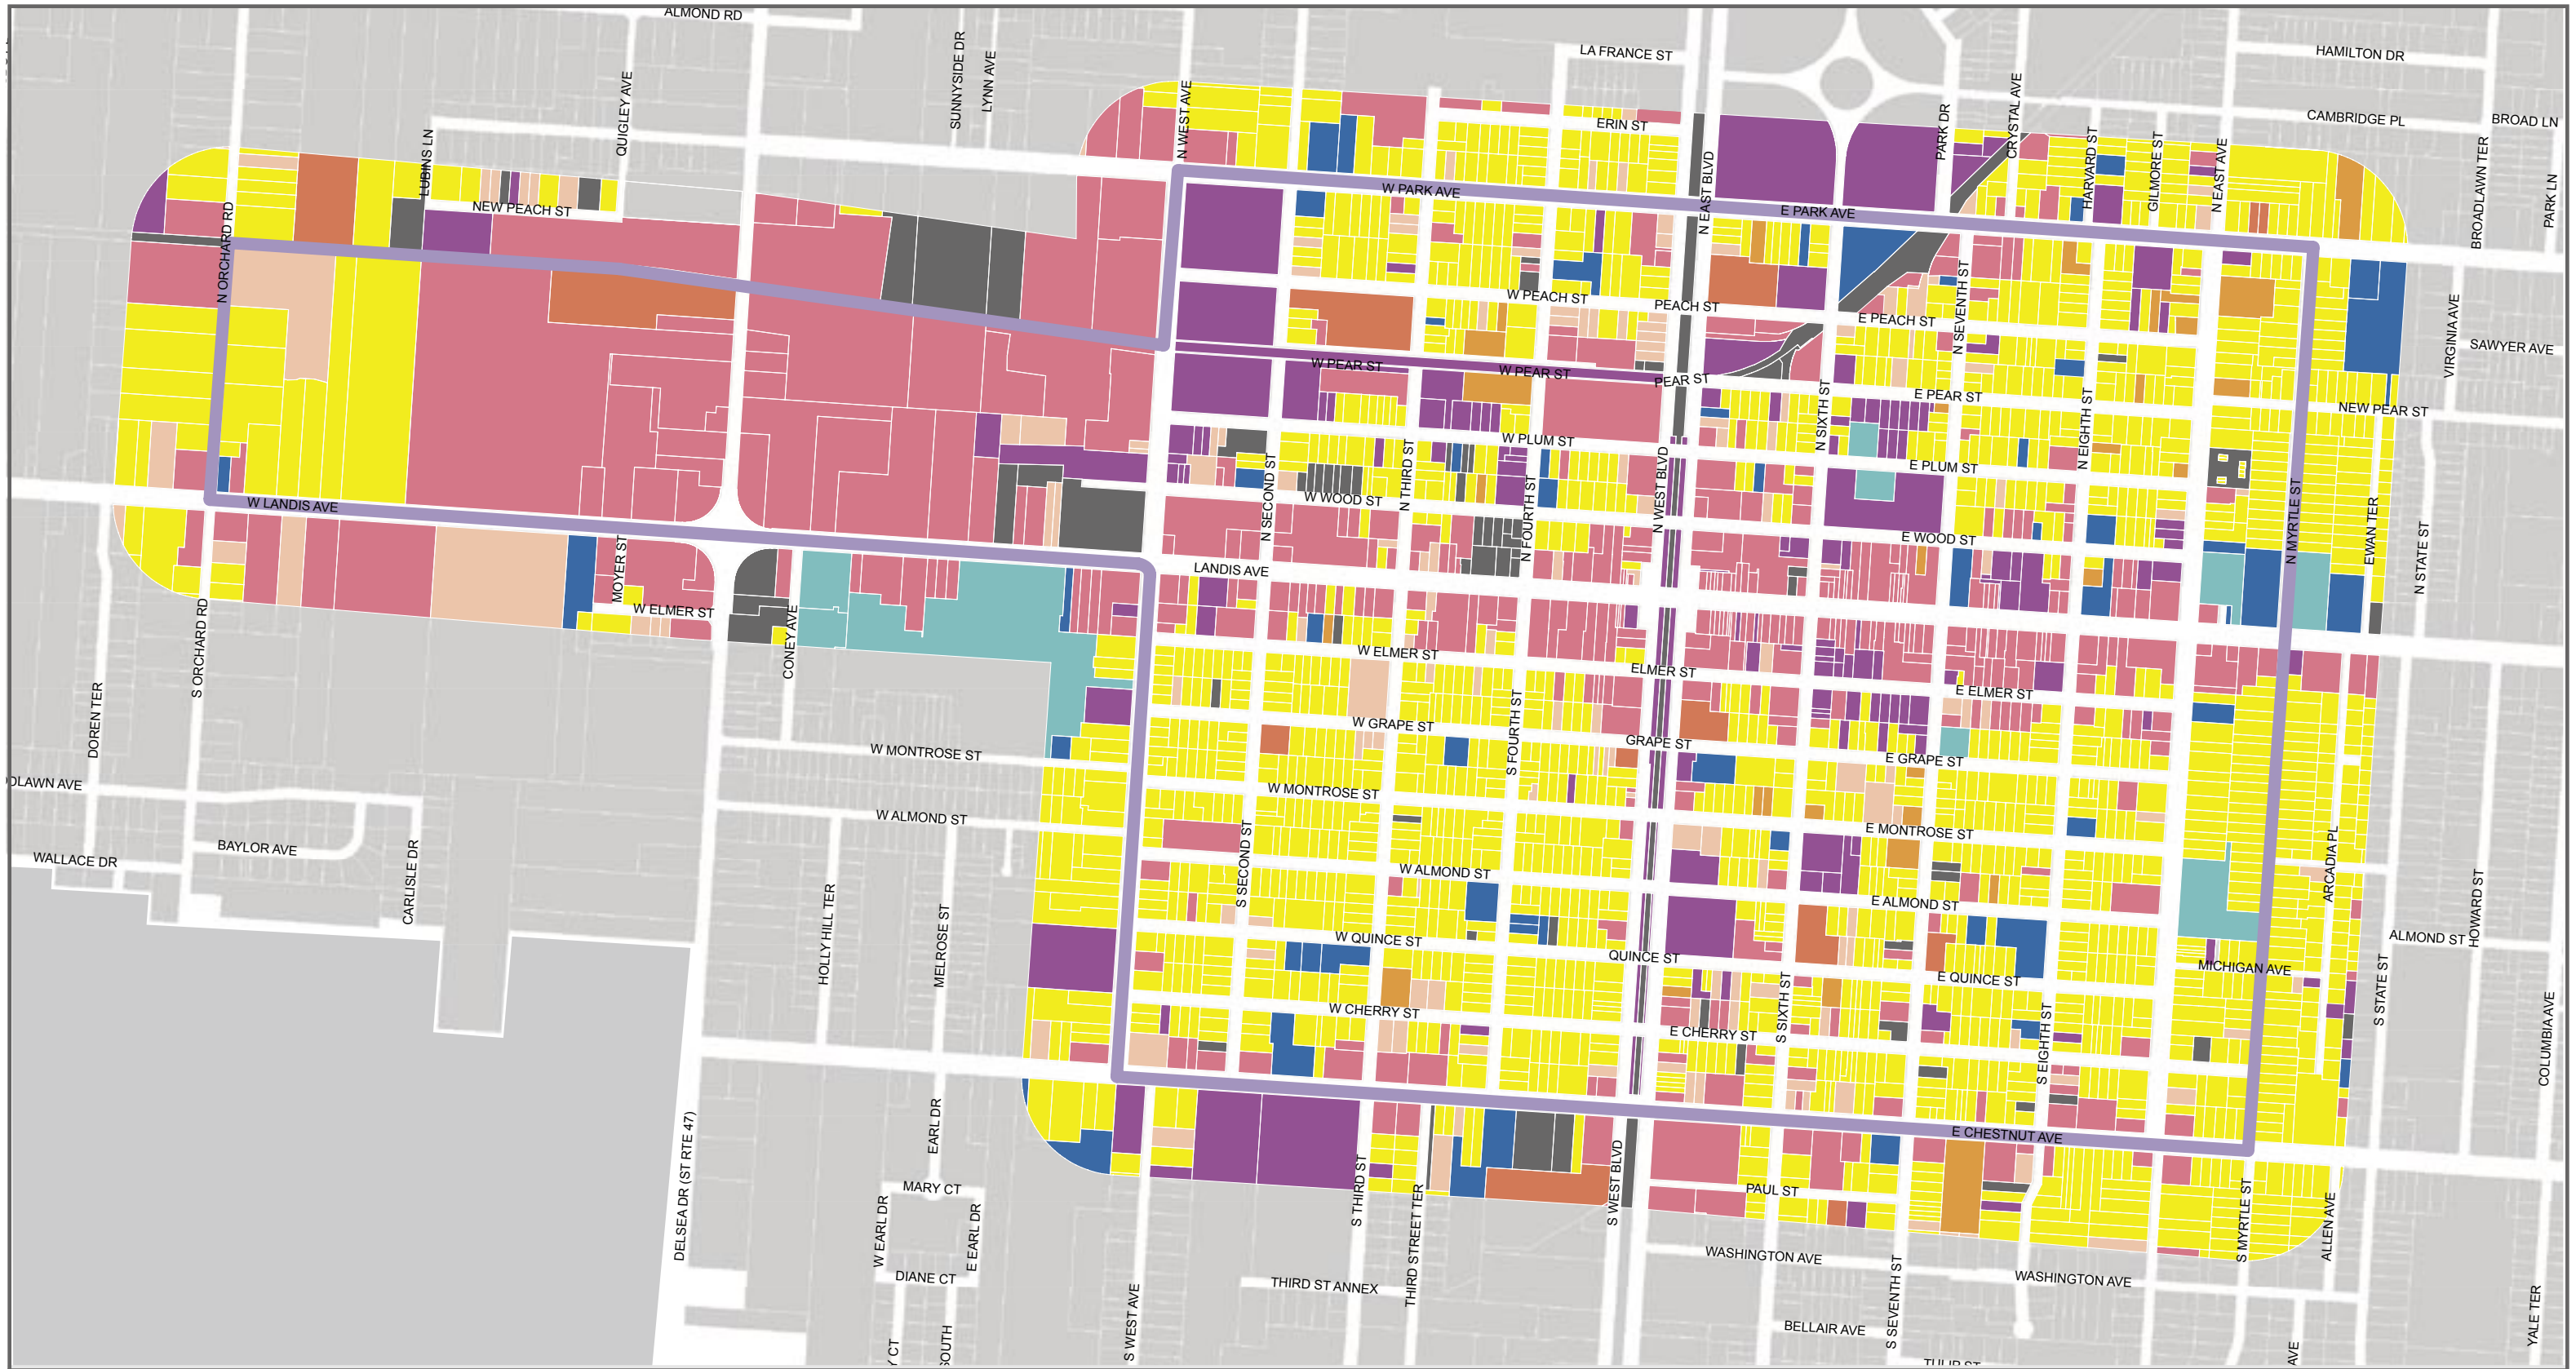 ALMOND RD
SUNNYSIDE DR
LYNN AVE
LA FRANCE ST
HAMILTON DR
QUIGLEY AVE
N WEST AVE
ERIN ST
PARK DR
CRYSTAL AVE
CAMBRIDGE PL
BROAD LN
LUBINS LN
N EAST BLVD
HARVARD ST
GILMORE ST
N EAST AVE
BROADLAWN TER
PARK LN
W PARK AVE
E PARK AVE
NEW PEACH ST
N ORCHARD RD
W PEACH ST
PEACH ST
E PEACH ST
N SEVENTH ST
VIRGINIA AVE
SAWYER AVE
W PEAR ST
W PEAR ST
PEAR ST
E PEAR ST
NEW PEAR ST
N SIXTH ST
N EIGHTH ST
W PLUM ST
E PLUM ST
N SECOND ST
N THIRD ST
N FOURTH ST
N WEST BLVD
N MYRTLE ST
EWAN TER
N STATE ST
W LANDIS AVE
W WOOD ST
E WOOD ST
LANDIS AVE
MOYER ST
W ELMER ST
CONEY AVE
S ORCHARD RD
W ELMER ST
ELMER ST
E ELMER ST
DOREN TER
W MONTROSE ST
W GRAPE ST
S FOURTH ST
GRAPE ST
E GRAPE ST
DLAWN AVE
W MONTROSE ST
W ALMOND ST
E MONTROSE ST
BAYLOR AVE
WALLACE DR
CARLISLE DR
S SECOND ST
W ALMOND ST
ARCADIA PL
HOLLY HILL TER
MELROSE ST
E ALMOND ST
HOWARD ST
W QUINCE ST
QUINCE ST
ALMOND ST
E QUINCE ST
MICHIGAN AVE
W CHERRY ST
S SIXTH ST
S STATE ST
E CHERRY ST
S EIGHTH ST
COLUMBIA AVE
DELSEA DR (ST RTE 47)
EARL DR
E CHESTNUT AVE
MARY CT
S THIRD ST
THIRD STREET TER
S WEST BLVD
PAUL ST
W EARL DR
E EARL DR
S MYRTLE ST
ALLEN AVE
WASHINGTON AVE
DIANE CT
THIRD ST ANNEX
WASHINGTON AVE
S WEST AVE
S SEVENTH ST
YALE TER
BELLAIR AVE
Y CT
SOUTH
AVE
TULIP ST